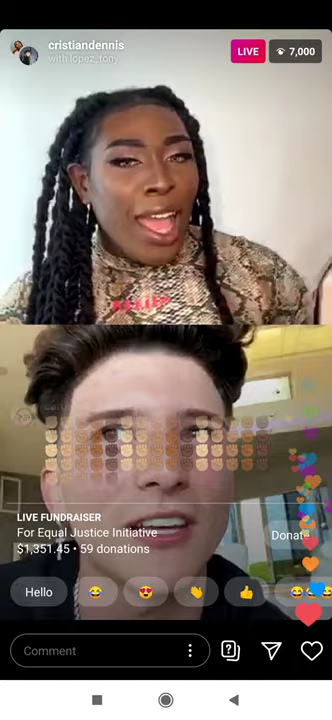 cristiandennis
with lopez_tony
LIVE
7,000
LIVE FUNDRAISER
For Equal Justice Initiative
$1,351.45 • 59 donations
Donate
Hello
Comment